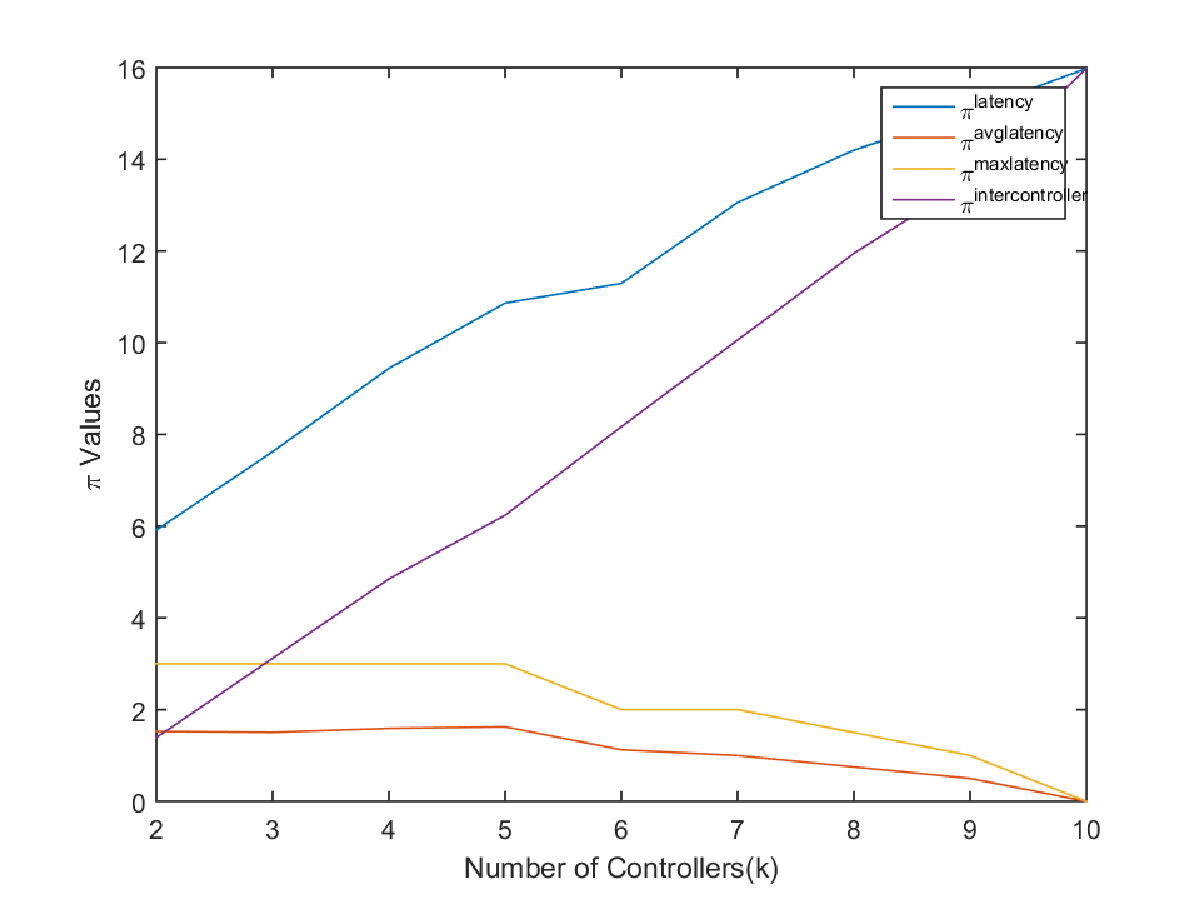 16
14
12
10
8
6
4
2
0
π Values
2 3 4 5 6 7 8 9 10
Number of Controllers(k)
π^latency
π^avglatency
π^maxlatency
π^intercontroller